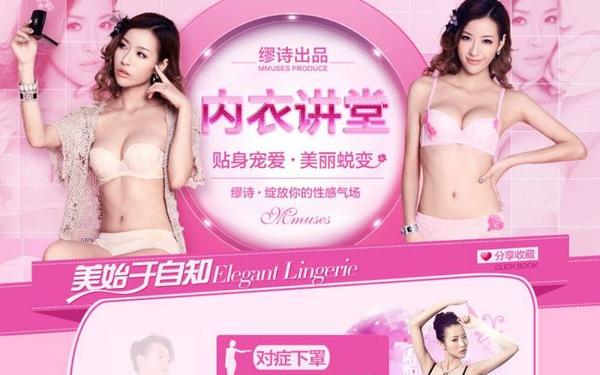 缪诗出品
MMUSES PRODUCE
内衣讲堂
贴身宠爱·美丽蜕变
缪诗·绽放你的性感气场
Mmuses
分享收藏
CLICK BOOK
美始于自知 Elegant Lingerie
对症下罩